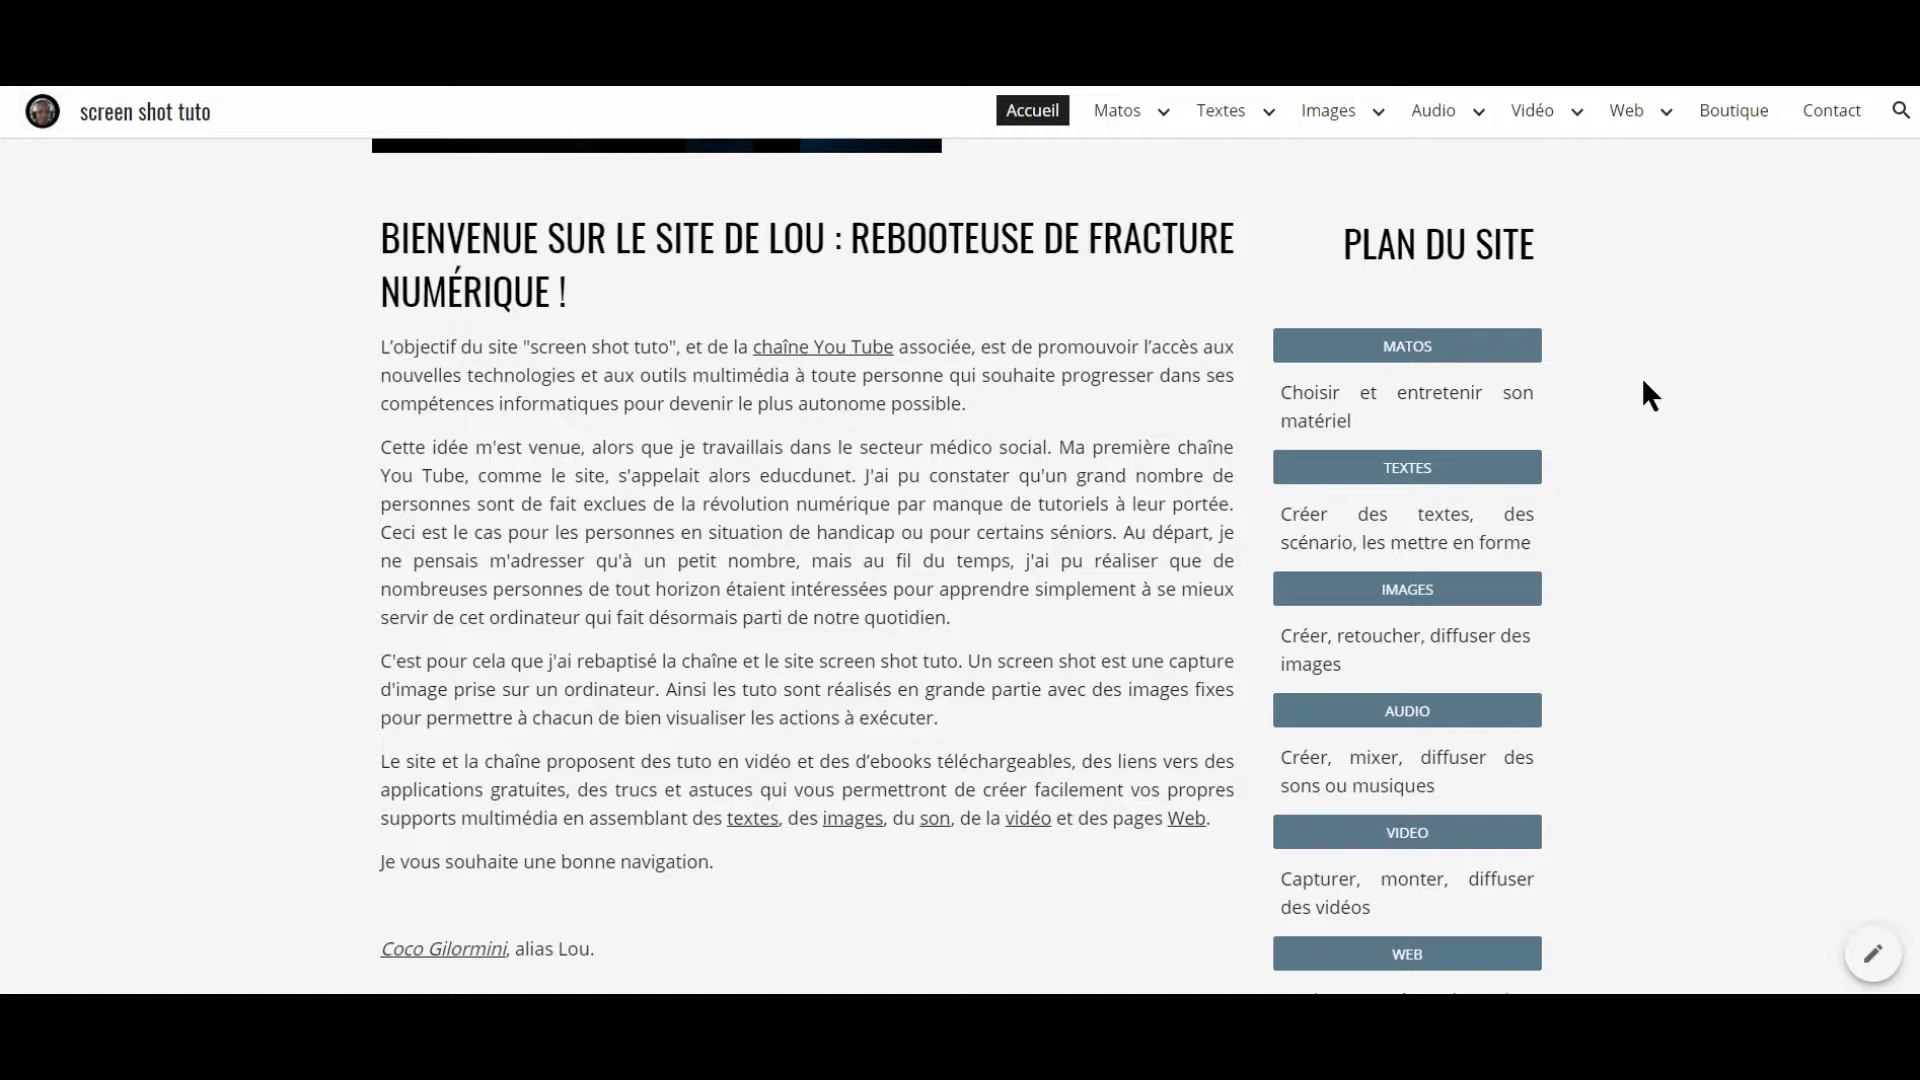 screen shot tuto
Accueil
Matos
Textes
Images
Audio
Vidéo
Web
Boutique
Contact
BIENVENUE SUR LE SITE DE LOU : REBOOTEUSE DE FRACTURE
NUMÉRIQUE !
L’objectif du site "screen shot tuto", et de la chaîne You Tube associée, est de promouvoir l’accès aux
nouvelles technologies et aux outils multimédia à toute personne qui souhaite progresser dans ses
compétences informatiques pour devenir le plus autonome possible.
Cette idée m'est venue, alors que je travaillais dans le secteur médico social. Ma première chaîne
You Tube, comme le site, s'appelait alors educdunet. J'ai pu constater qu'un grand nombre de
personnes sont de fait exclues de la révolution numérique par manque de tutoriels à leur portée.
Ceci est le cas pour les personnes en situation de handicap ou pour certains séniors. Au départ, je
ne pensais m'adresser qu'à un petit nombre, mais au fil du temps, j'ai pu réaliser que de
nombreuses personnes de tout horizon étaient intéressées pour apprendre simplement à se mieux
servir de cet ordinateur qui fait désormais parti de notre quotidien.
C'est pour cela que j'ai rebaptisé la chaîne et le site screen shot tuto. Un screen shot est une capture
d'image prise sur un ordinateur. Ainsi les tuto sont réalisés en grande partie avec des images fixes
pour permettre à chacun de bien visualiser les actions à exécuter.
Le site et la chaîne proposent des tuto en vidéo et des d’ebooks téléchargeables, des liens vers des
applications gratuites, des trucs et astuces qui vous permettront de créer facilement vos propres
supports multimédia en assemblant des textes, des images, du son, de la vidéo et des pages Web.
Je vous souhaite une bonne navigation.
Coco Gilormini, alias Lou.
PLAN DU SITE
MATOS
Choisir et entretenir son
matériel
TEXTES
Créer des textes, des
scénario, les mettre en forme
IMAGES
Créer, retoucher, diffuser des
images
AUDIO
Créer, mixer, diffuser des
sons ou musiques
VIDEO
Capturer, monter, diffuser
des vidéos
WEB